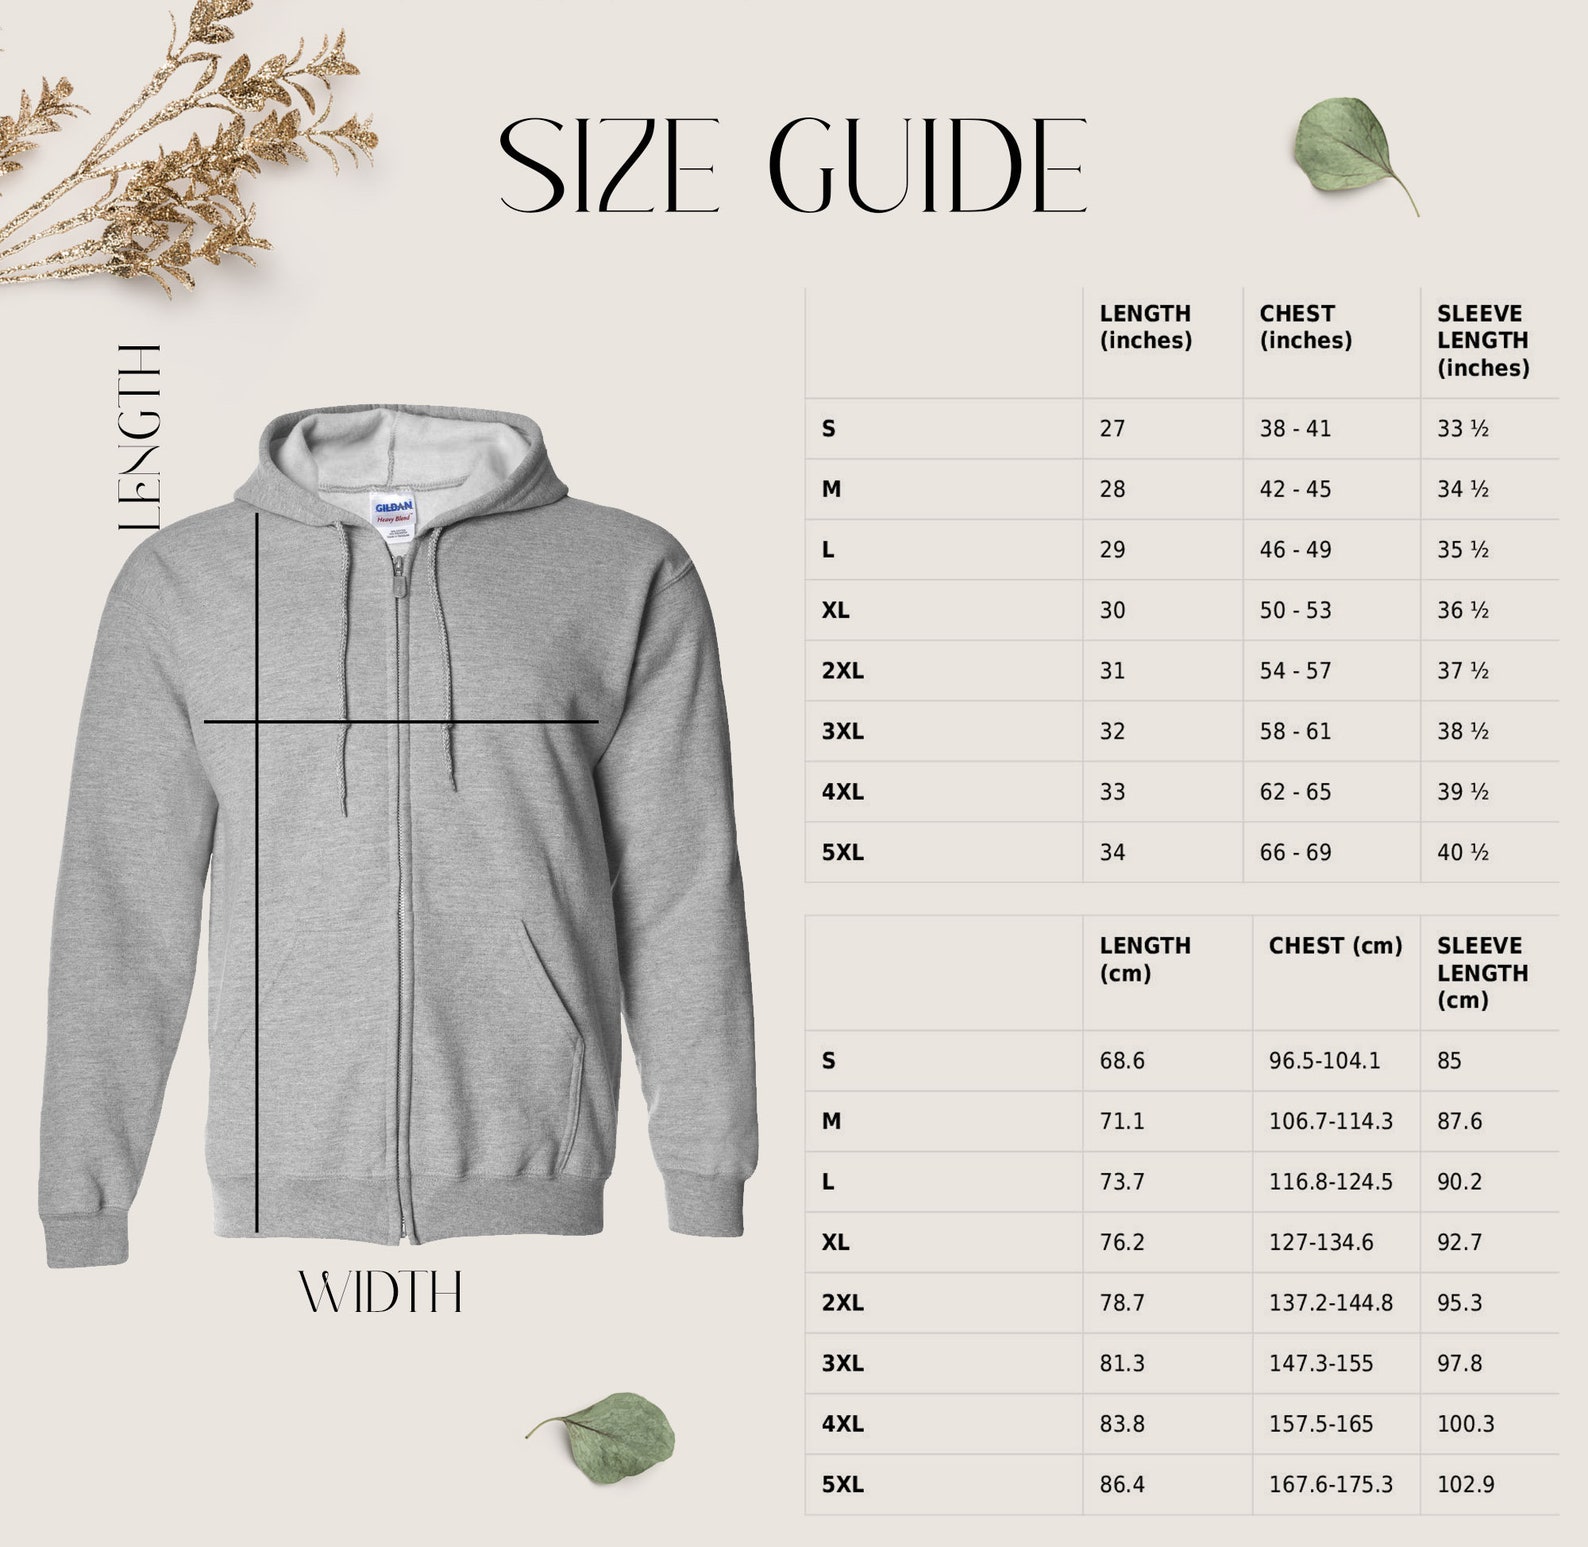 SIZE GUIDE
LENGTH
GILDAN
Heavy Blend™
WIDTH
LENGTH (inches) CHEST (inches) SLEEVE LENGTH (inches)
S 27 38 - 41 33 ½
M 28 42 - 45 34 ½
L 29 46 - 49 35 ½
XL 30 50 - 53 36 ½
2XL 31 54 - 57 37 ½
3XL 32 58 - 61 38 ½
4XL 33 62 - 65 39 ½
5XL 34 66 - 69 40 ½
LENGTH (cm) CHEST (cm) SLEEVE LENGTH (cm)
S 68.6 96.5-104.1 85
M 71.1 106.7-114.3 87.6
L 73.7 116.8-124.5 90.2
XL 76.2 127-134.6 92.7
2XL 78.7 137.2-144.8 95.3
3XL 81.3 147.3-155 97.8
4XL 83.8 157.5-165 100.3
5XL 86.4 167.6-175.3 102.9